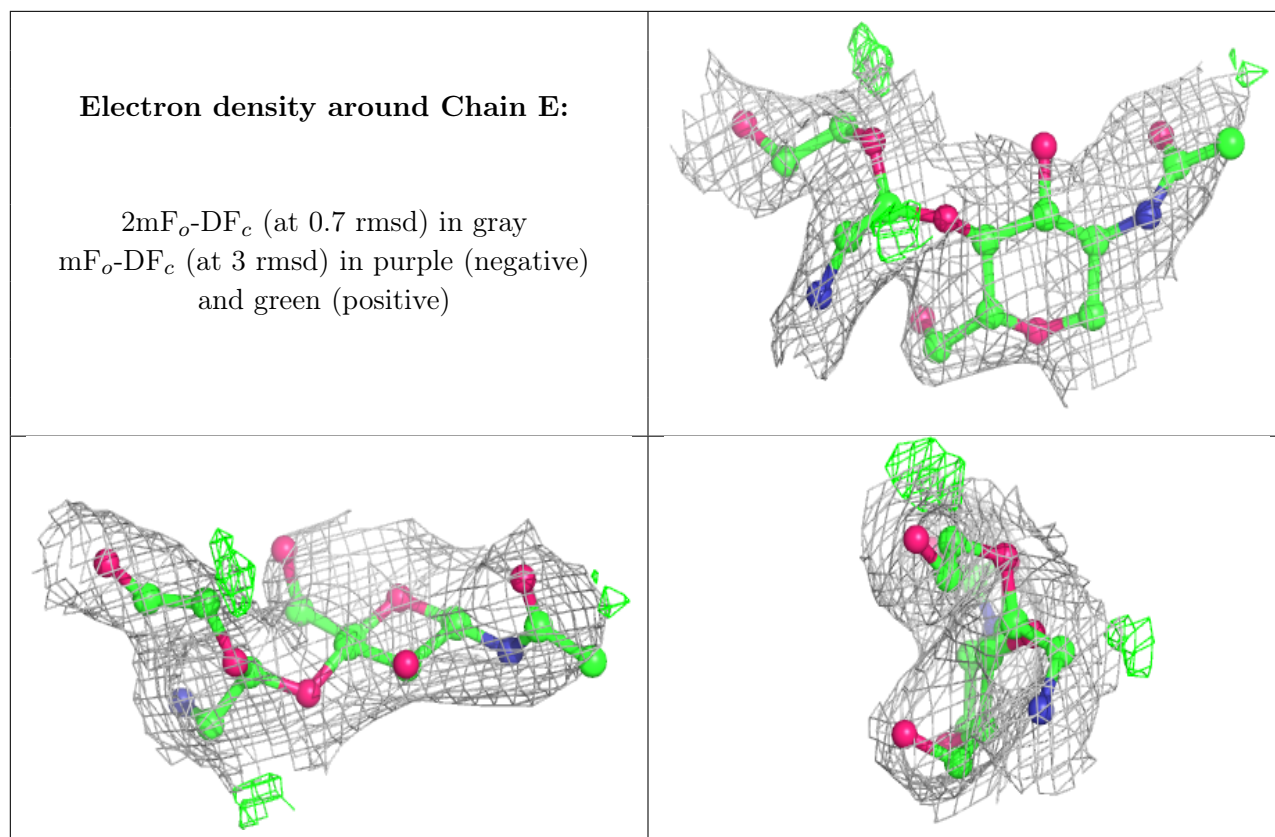 Electron density around Chain E:
2mFo-DFc (at 0.7 rmsd) in gray
mFo-DFc (at 3 rmsd) in purple (negative)
and green (positive)